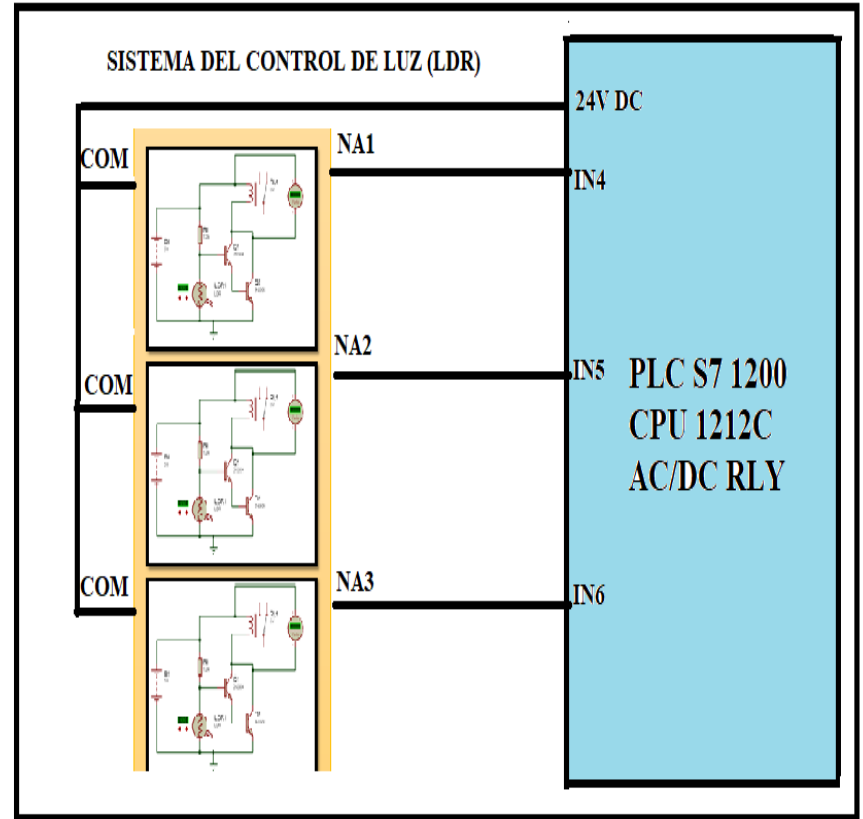 SISTEMA DEL CONTROL DE LUZ (LDR)
24V DC
COM
NA1
IN4
NA2
COM
IN5
PLC S7 1200
CPU 1212C
AC/DC RLY
COM
NA3
IN6